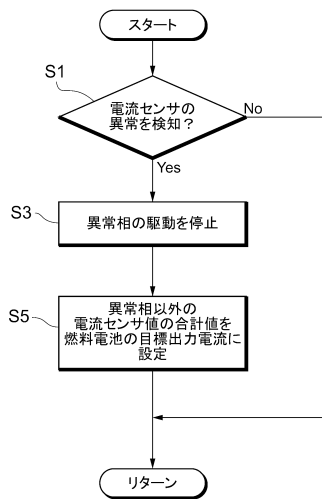 スタート
S1
電流センサの
異常を検知？
No
Yes
S3
異常相の駆動を停止
S5
異常相以外の
電流センサ値の合計値を
燃料電池の目標出力電流に
設定
リターン